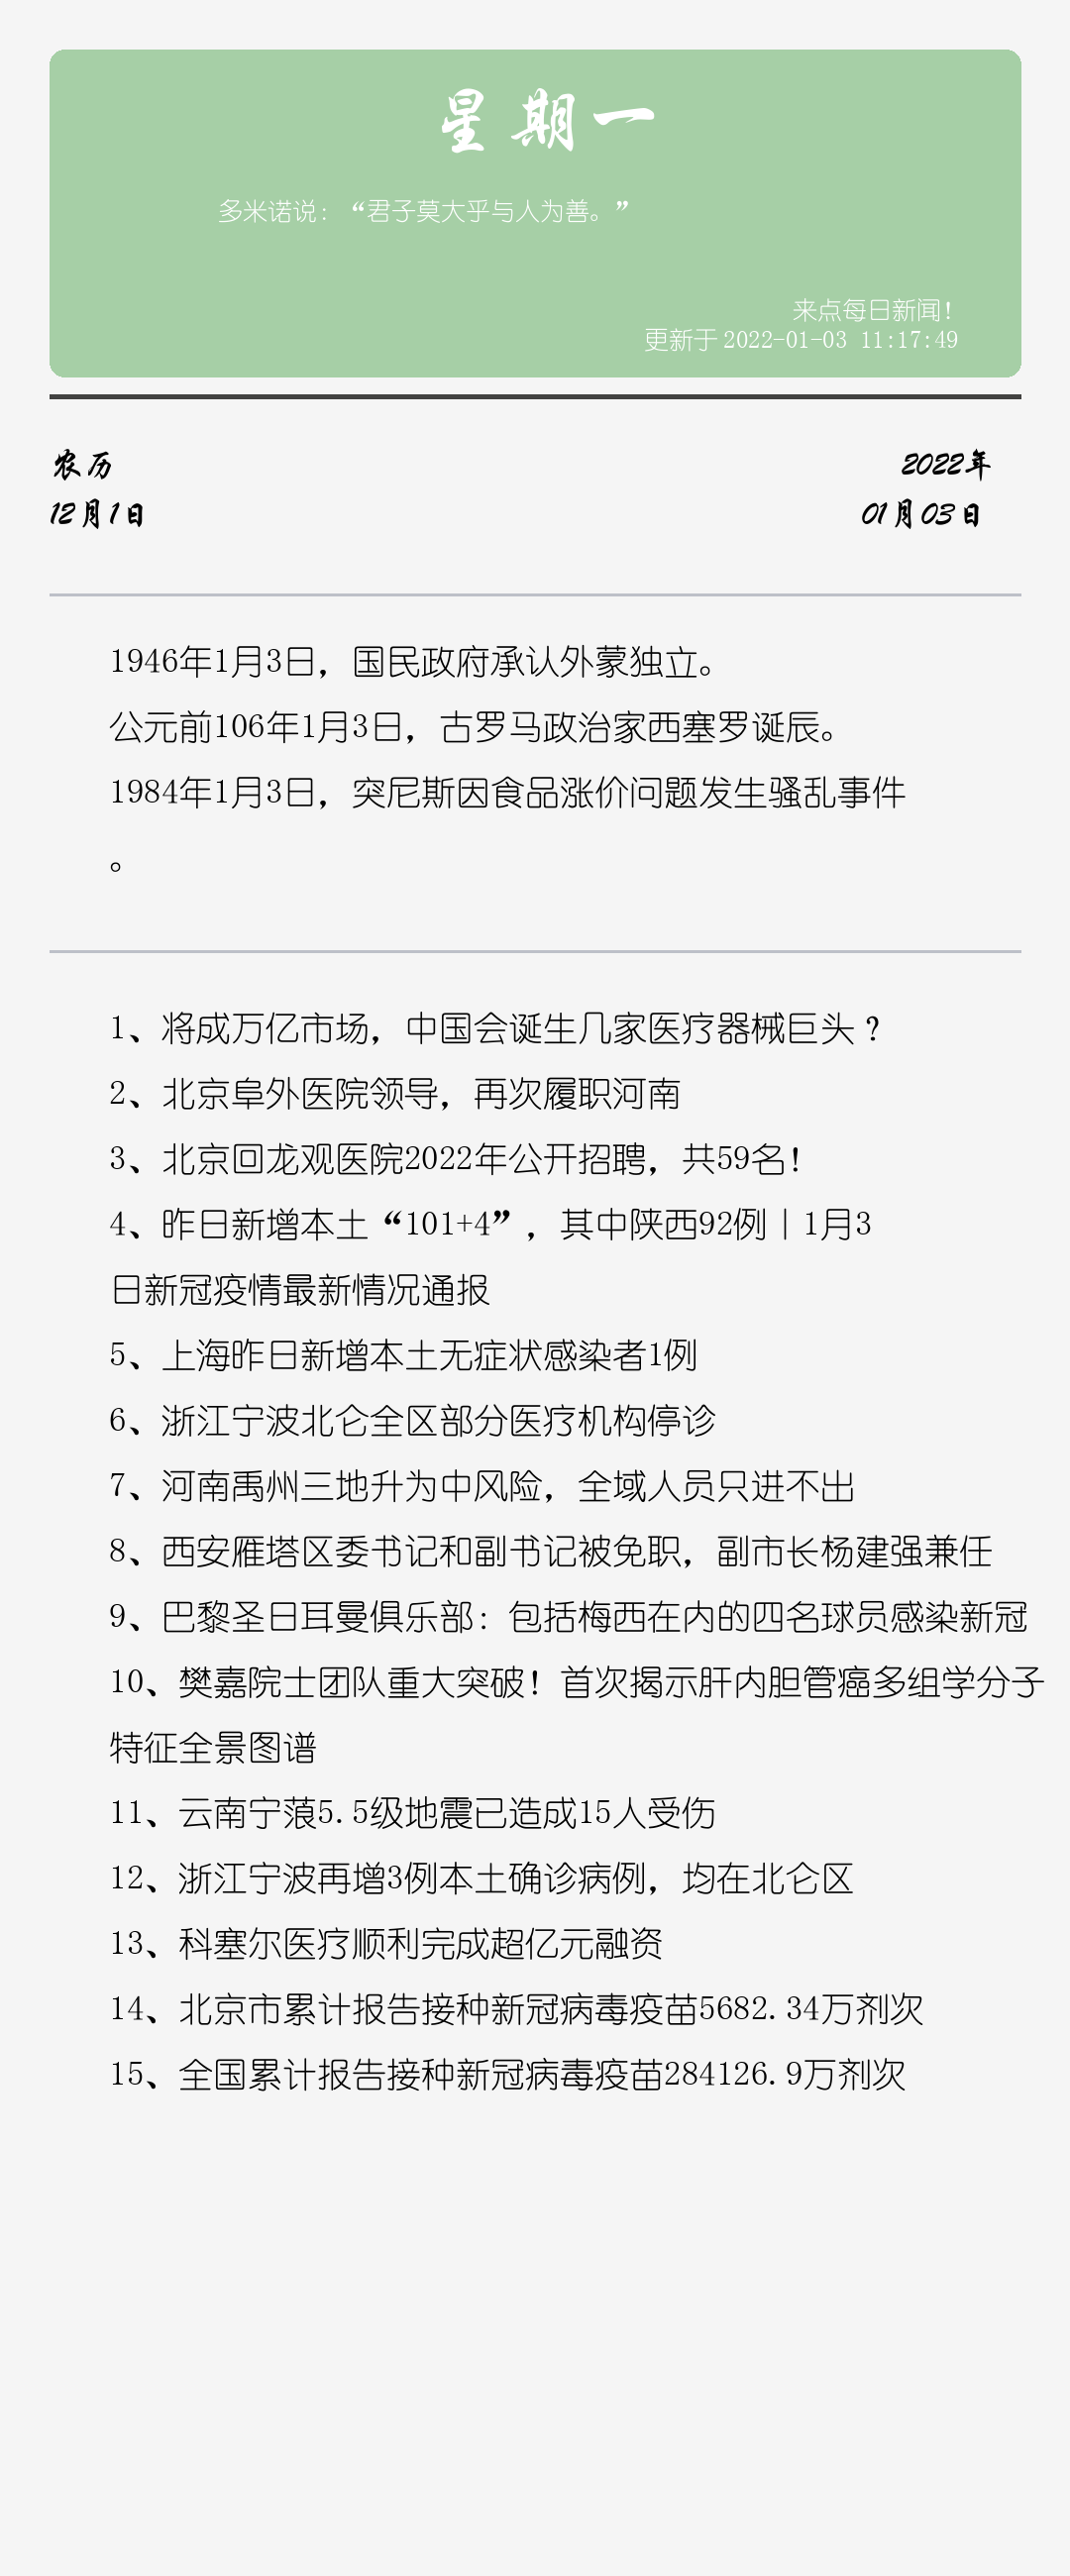 星期一
多米诺说：“君子莫大乎与人为善。”
来点每日新闻！
更新于 2022-01-03 11:17:49
农历
2022年
12月1日
01月03日
1946年1月3日，国民政府承认外蒙独立。
公元前106年1月3日，古罗马政治家西塞罗诞辰。
1984年1月3日，突尼斯因食品涨价问题发生骚乱事件
。
1、将成万亿市场，中国会诞生几家医疗器械巨头？
2、北京阜外医院领导，再次履职河南
3、北京回龙观医院2022年公开招聘，共59名！
4、昨日新增本土“101+4”，其中陕西92例丨1月3
日新冠疫情最新情况通报
5、上海昨日新增本土无症状感染者1例
6、浙江宁波北仑全区部分医疗机构停诊
7、河南禹州三地升为中风险，全域人员只进不出
8、西安雁塔区委书记和副书记被免职，副市长杨建强兼任
9、巴黎圣日耳曼俱乐部：包括梅西在内的四名球员感染新冠
10、樊嘉院士团队重大突破！首次揭示肝内胆管癌多组学分子
特征全景图谱
11、云南宁蒗5.5级地震已造成15人受伤
12、浙江宁波再增3例本土确诊病例，均在北仑区
13、科塞尔医疗顺利完成超亿元融资
14、北京市累计报告接种新冠病毒疫苗5682.34万剂次
15、全国累计报告接种新冠病毒疫苗284126.9万剂次